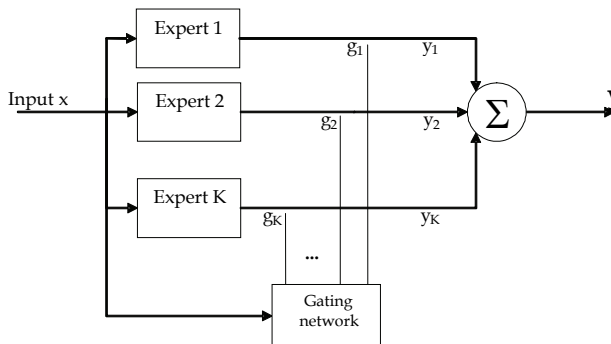 Expert 1
g1
y1
Input x
Expert 2
g2
y2
Σ
Expert K
gK
yK
...
Gating
network